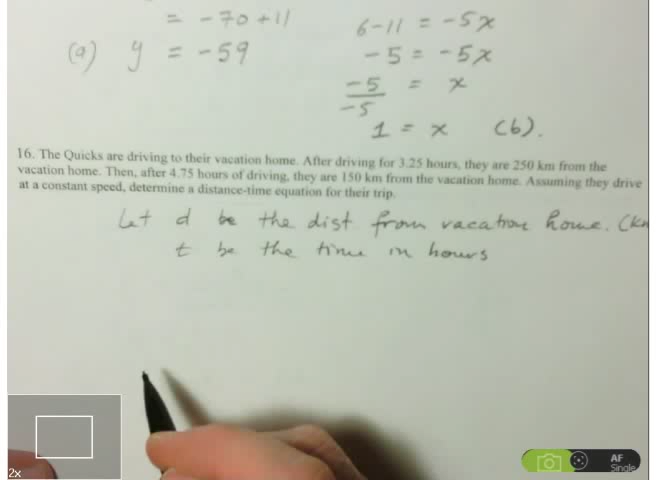 = -70 + 11
(a) y = -59
6 - 11 = -5x
-5 = -5x
-5/-5 = x
1 = x (b).
16. The Quicks are driving to their vacation home. After driving for 3.25 hours, they are 250 km from the
vacation home. Then, after 4.75 hours of driving, they are 150 km from the vacation home. Assuming they drive
at a constant speed, determine a distance-time equation for their trip.
Let d be the dist from vacation home. (km
t be the time in hours
2x
AF
Single